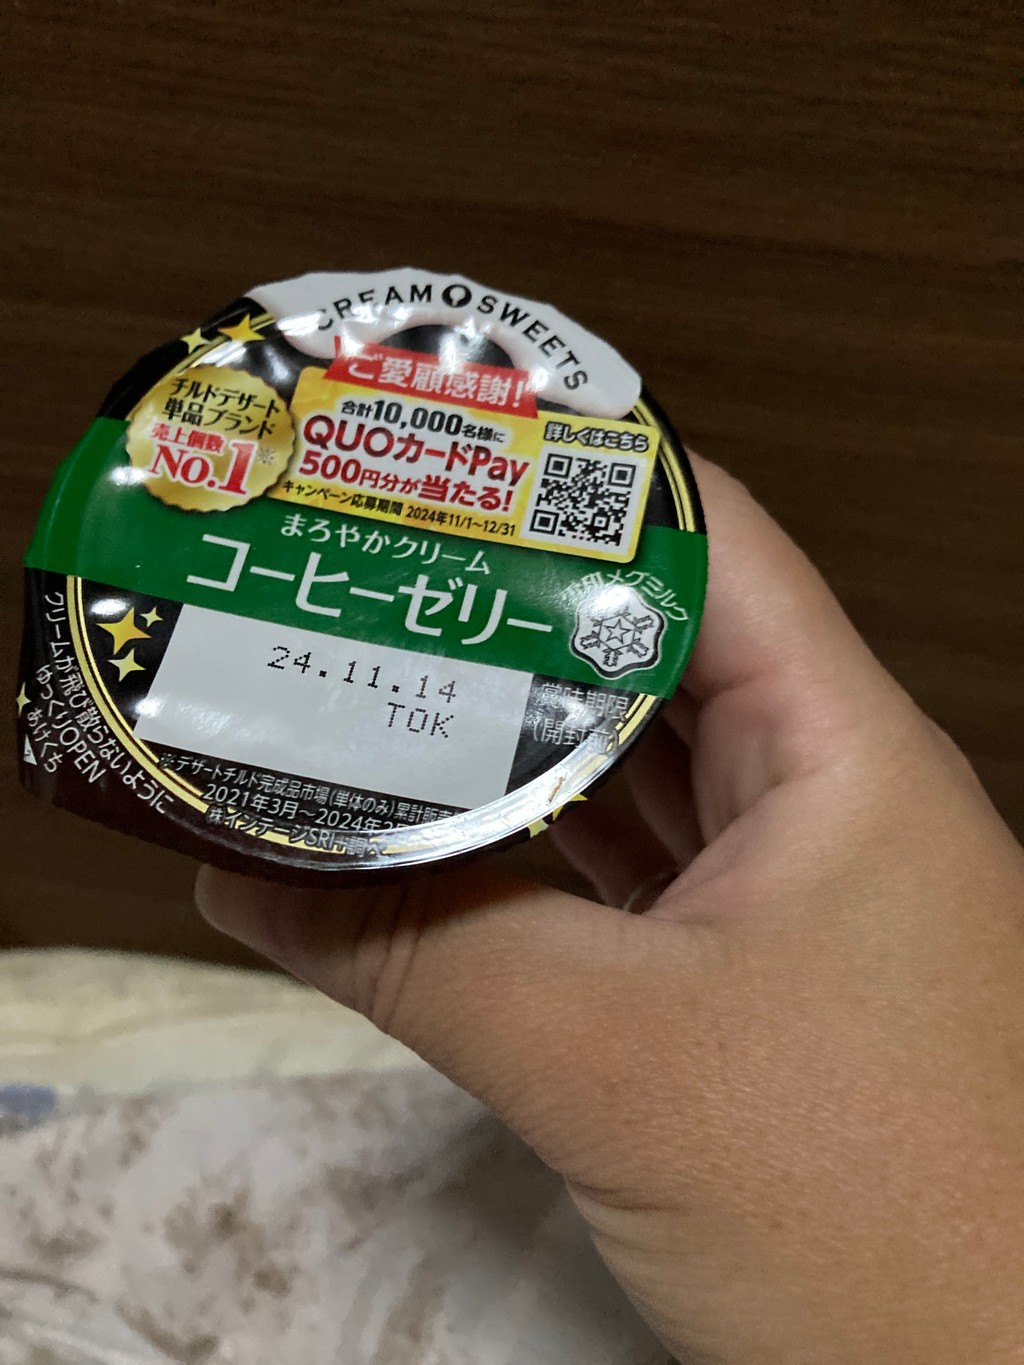 CREAM SWEETS
ご愛顧感謝!
チルドデザート
単品ブランド
売上個数
No.1※
合計10,000名様に
QUOカードPay
500円分が当たる!
キャンペーン応募期間 2024年11/1〜12/31
詳しくはこちら
まろやかクリーム
コーヒーゼリー
雪印メグミルク
24.11.14
TOK
賞味期限
(開封前)
クリームが飛び散らないように
ゆっくりOPEN
あけくち
※デザートチルド完成品市場(単体のみ)累計販売
2021年3月〜2024年2
㈱インテージSRI+調べ